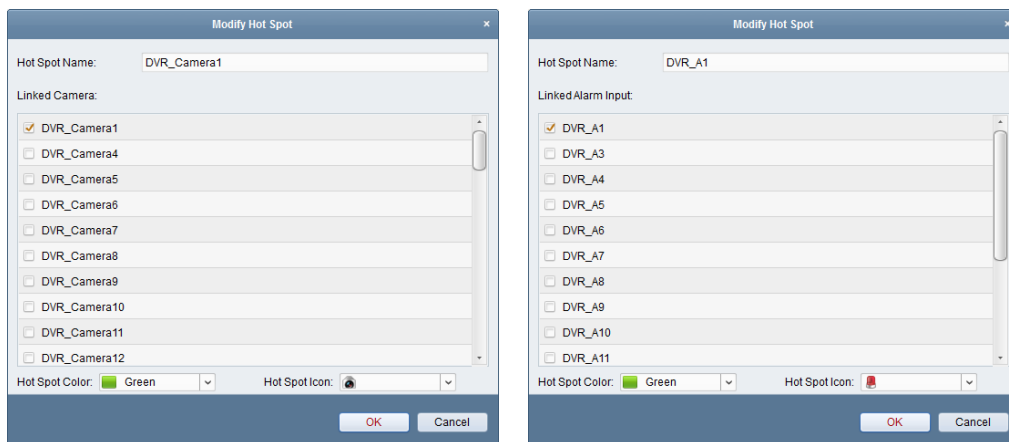 Modify Hot Spot ×
Hot Spot Name: DVR_Camera1
Linked Camera:
DVR_Camera1
DVR_Camera4
DVR_Camera5
DVR_Camera6
DVR_Camera7
DVR_Camera8
DVR_Camera9
DVR_Camera10
DVR_Camera11
DVR_Camera12
Hot Spot Color: Green Hot Spot Icon:
OK Cancel
Modify Hot Spot ×
Hot Spot Name: DVR_A1
Linked Alarm Input:
DVR_A1
DVR_A3
DVR_A4
DVR_A5
DVR_A6
DVR_A7
DVR_A8
DVR_A9
DVR_A10
DVR_A11
Hot Spot Color: Green Hot Spot Icon:
OK Cancel